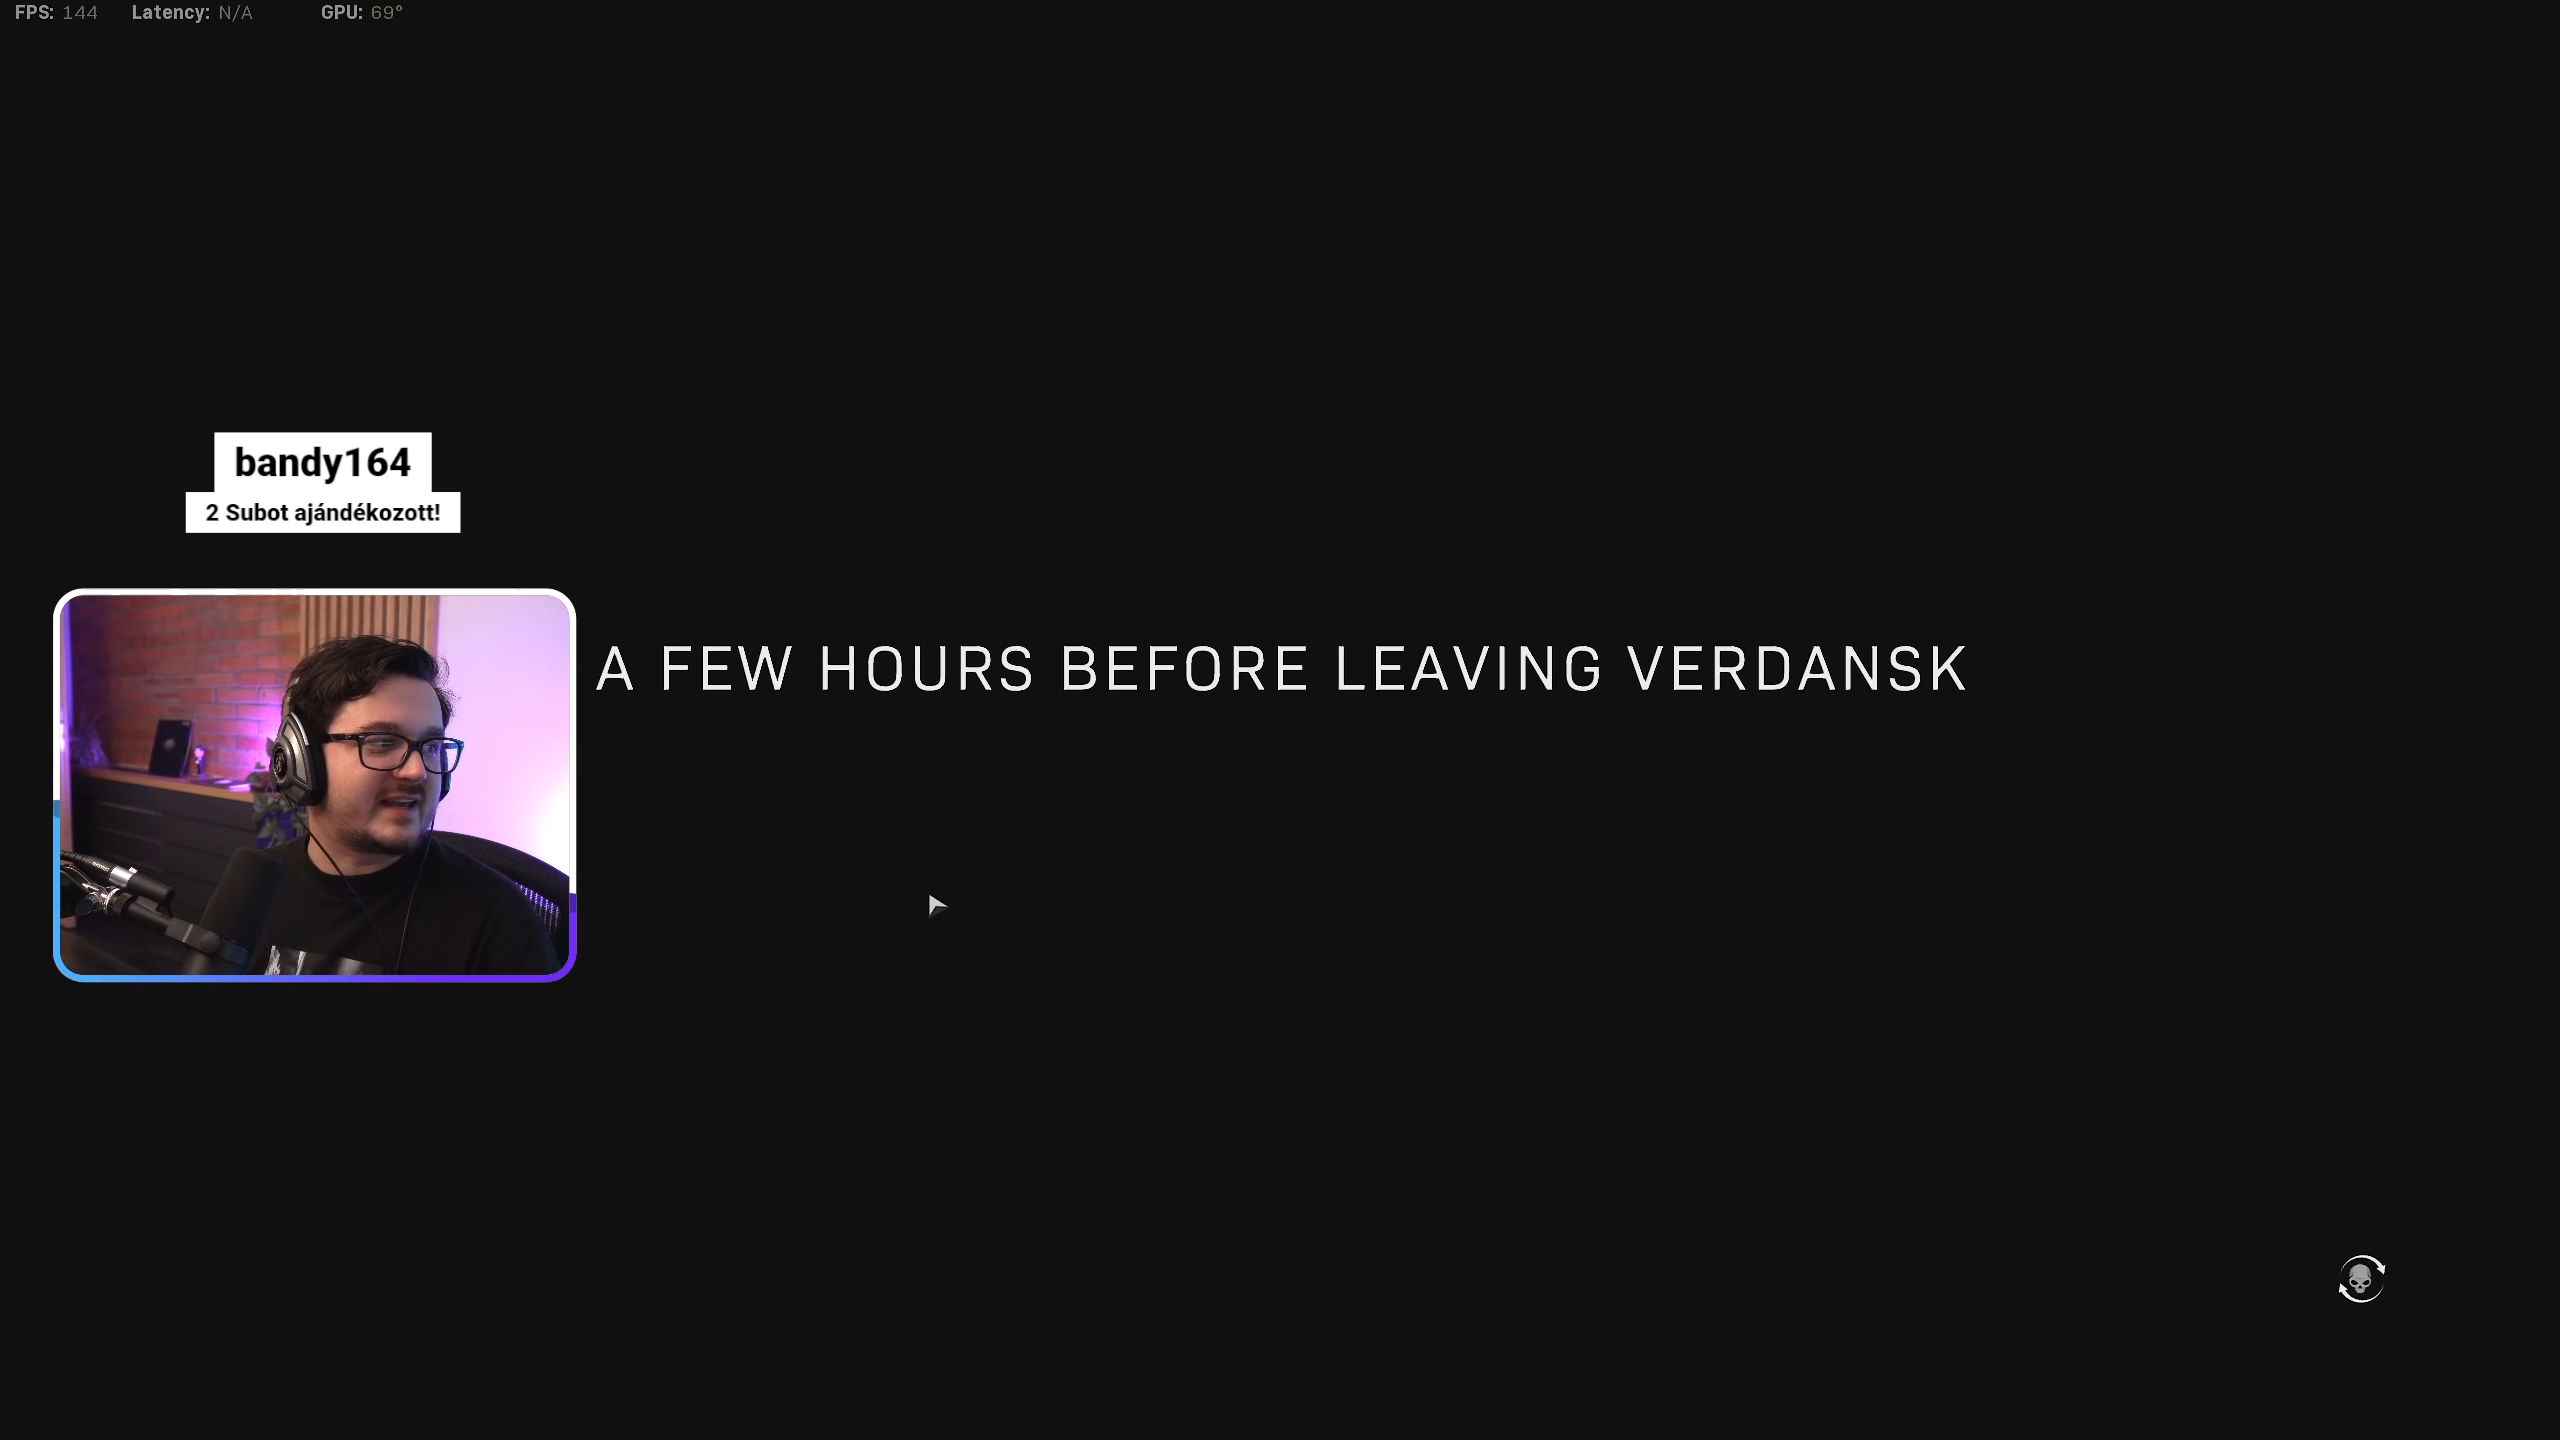 FPS: 144 Latency: N/A GPU: 69°
bandy164
2 Subot ajándékozott!
A FEW HOURS BEFORE LEAVING VERDANSK